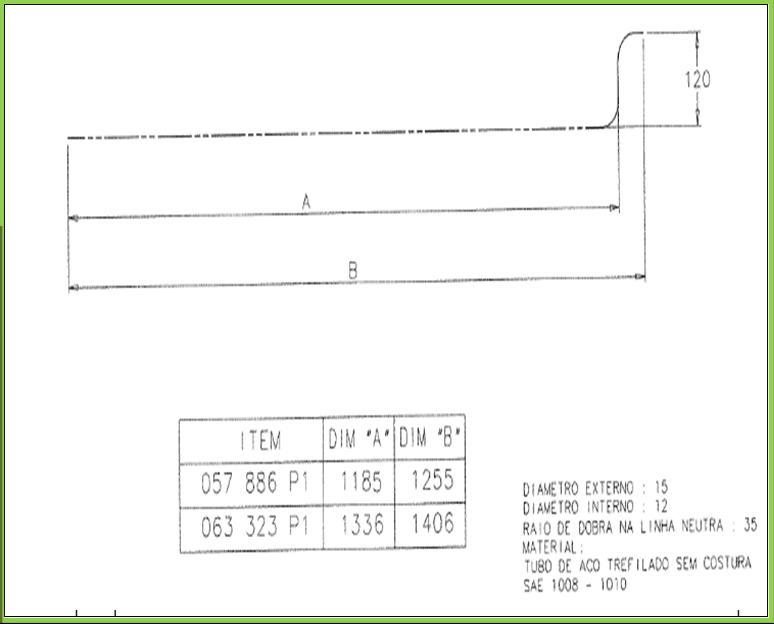 120
A
B
ITEM DIM "A" DIM "B"
057 886 P1 1185 1255
063 323 P1 1336 1406
DIAMETRO EXTERNO : 15
DIAMETRO INTERNO : 12
RAIO DE DOBRA NA LINHA NEUTRA : 35
MATERIAL:
TUBO DE ACO TREFILADO SEM COSTURA
SAE 1008 - 1010